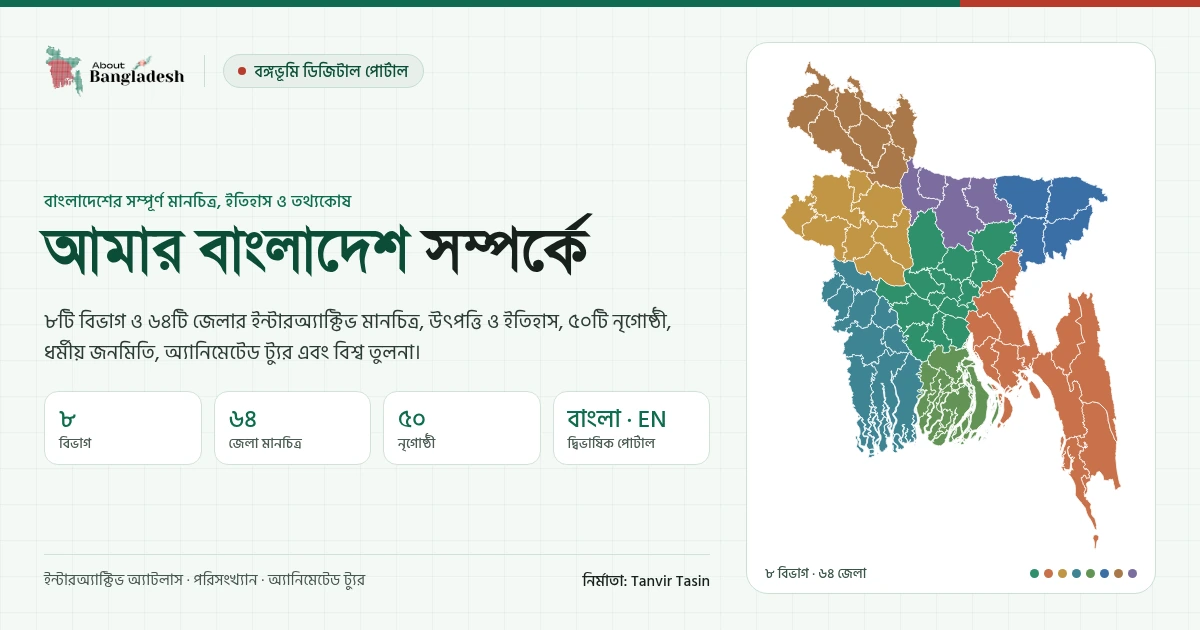 About
Bangladesh
বঙ্গভূমি ডিজিটাল পোর্টাল
বাংলাদেশের সম্পূর্ণ মানচিত্র, ইতিহাস ও তথ্যকোষ
আমার বাংলাদেশ সম্পর্কে
৮টি বিভাগ ও ৬৪টি জেলার ইন্টারঅ্যাক্টিভ মানচিত্র, উৎপত্তি ও ইতিহাস, ৫০টি নৃগোষ্ঠী,
ধর্মীয় জনমিতি, অ্যানিমেটেড ট্যুর এবং বিশ্ব তুলনা।
৮
বিভাগ
৬৪
জেলা মানচিত্র
৫০
নৃগোষ্ঠী
বাংলা · EN
দ্বিভাষিক পোর্টাল
ইন্টারঅ্যাক্টিভ অ্যাটলাস · পরিসংখ্যান · অ্যানিমেটেড ট্যুর
নির্মাতা: Tanvir Tasin
৮ বিভাগ · ৬৪ জেলা